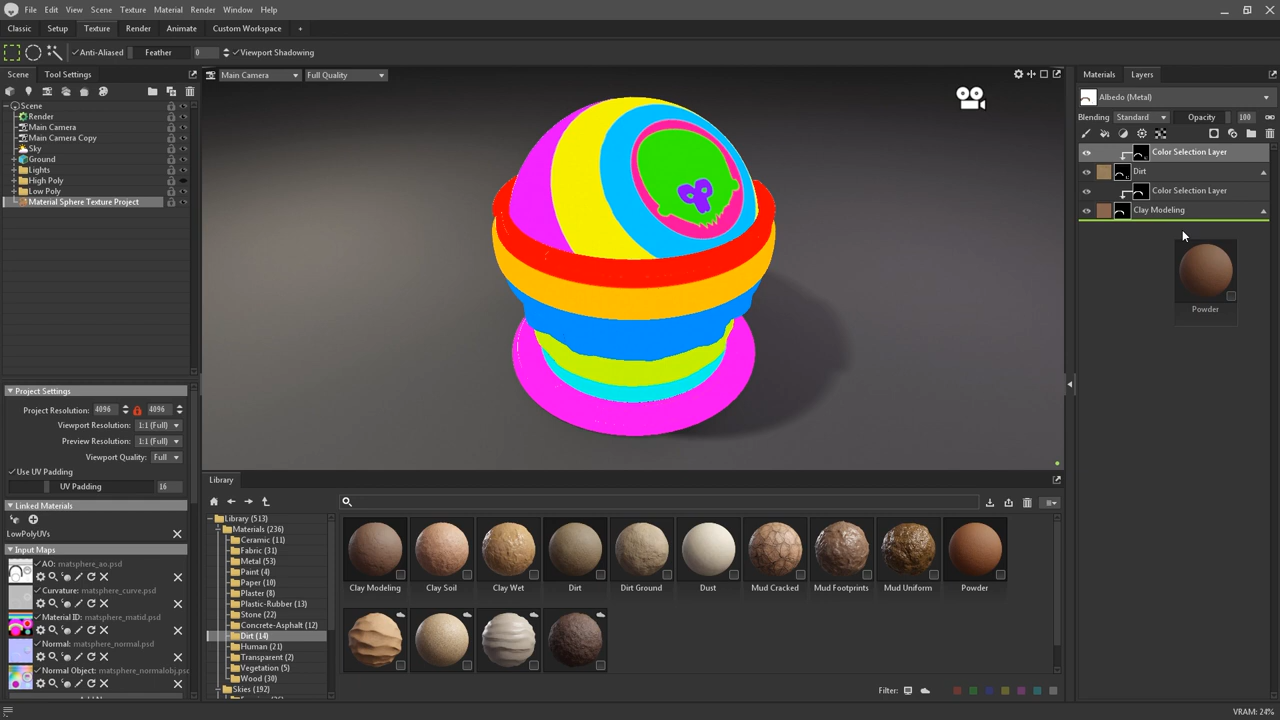 File Edit View Scene Texture Material Render Window Help
Classic Setup Texture Render Animate Custom Workspace +
Anti-Aliased Feather 0 Viewport Shadowing
Scene Tool Settings
Main Camera Full Quality
Materials Layers
Scene
Render
Main Camera
Main Camera Copy
Sky
Ground
Lights
High Poly
Low Poly
Material Sphere Texture Project
Albedo (Metal)
Blending Standard Opacity 100
Color Selection Layer
Dirt
Color Selection Layer
Clay Modeling
Powder
Project Settings
Project Resolution: 4096 4096
Viewport Resolution: 1:1 (Full)
Preview Resolution: 1:1 (Full)
Viewport Quality: Full
Use UV Padding
UV Padding 16
Linked Materials
LowPolyUVs
Input Maps
AO: matsphere_ao.psd
Curvature: matsphere_curve.psd
Material ID: matsphere_matid.psd
Normal: matsphere_normal.psd
Normal Object: matsphere_normalobj.psd
Library
Library (513)
Materials (236)
Ceramic (11)
Fabric (31)
Metal (53)
Paint (4)
Paper (10)
Plaster (8)
Plastic-Rubber (13)
Stone (22)
Concrete-Asphalt (12)
Dirt (14)
Human (21)
Transparent (2)
Vegetation (5)
Wood (30)
Skies (192)
Clay Modeling Clay Soil Clay Wet Dirt Dirt Ground Dust Mud Cracked Mud Footprints Mud Uniform Powder
Filter:
VRAM: 24%